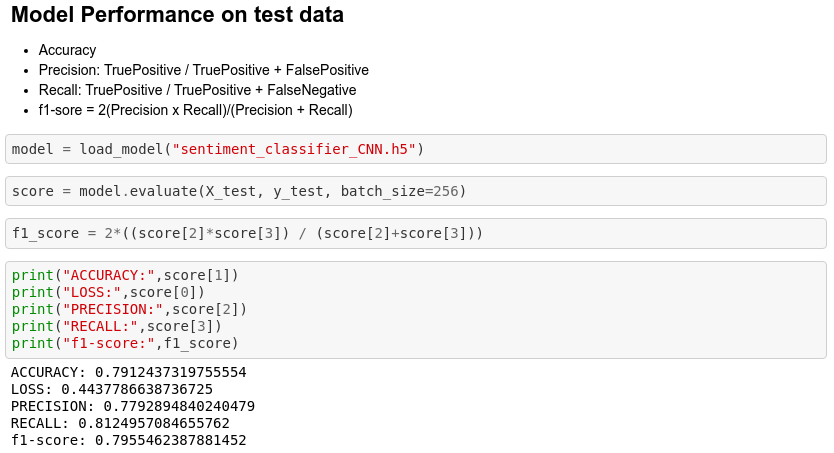 Model Performance on test data
• Accuracy
• Precision: TruePositive / TruePositive + FalsePositive
• Recall: TruePositive / TruePositive + FalseNegative
• f1-sore = 2(Precision x Recall)/(Precision + Recall)
model = load_model("sentiment_classifier_CNN.h5")
score = model.evaluate(X_test, y_test, batch_size=256)
f1_score = 2*((score[2]*score[3]) / (score[2]+score[3]))
print("ACCURACY:",score[1])
print("LOSS:",score[0])
print("PRECISION:",score[2])
print("RECALL:",score[3])
print("f1-score:",f1_score)
ACCURACY: 0.7912437319755554
LOSS: 0.4437786638736725
PRECISION: 0.7792894840240479
RECALL: 0.8124957084655762
f1-score: 0.7955462387881452